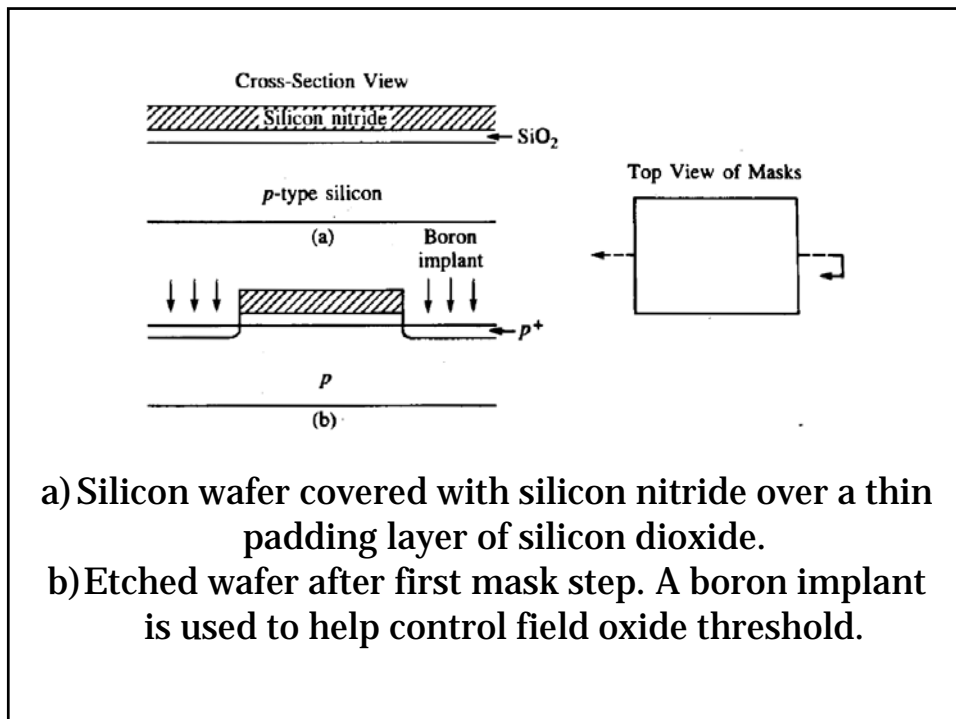 Cross-Section View
Silicon nitride
SiO₂
Top View of Masks
p-type silicon
(a)
Boron
implant
p⁺
p
(b)
a) Silicon wafer covered with silicon nitride over a thin
padding layer of silicon dioxide.
b) Etched wafer after first mask step. A boron implant
is used to help control field oxide threshold.